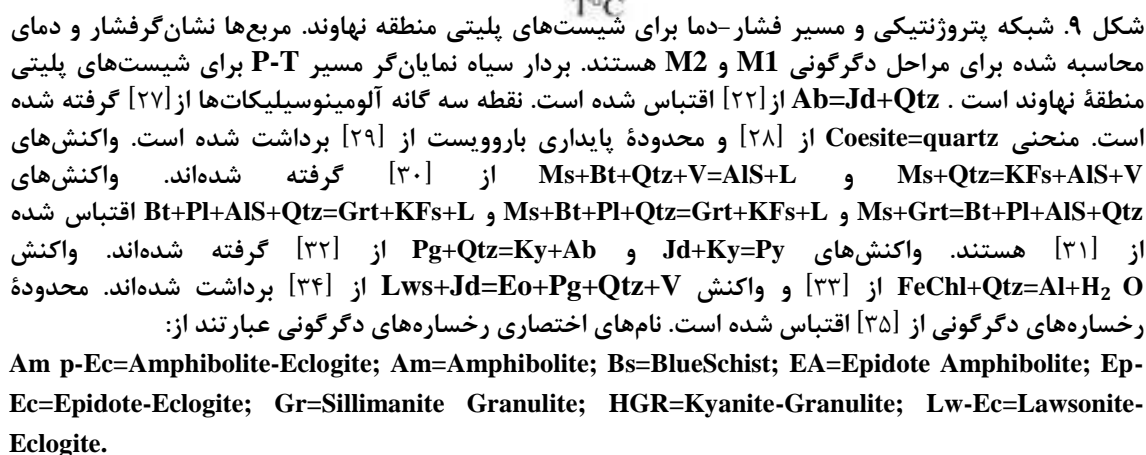 T°C
شکل ۹. شبکه پتروژنتیکی و مسیر فشار-دما برای شیست‌های پلیتی منطقه نهاوند. مربع‌ها نشان‌گرفشار و دمای
محاسبه شده برای مراحل دگرگونی M1 و M2 هستند. بردار سیاه نمایان‌گر مسیر P-T برای شیست‌های پلیتی
منطقۀ نهاوند است . Ab=Jd+Qtz از[۲۲] اقتباس شده است. نقطه سه گانه آلومینوسیلیکات‌ها از[۲۷] گرفته شده
است. منحنی Coesite=quartz از [۲۸] و محدودۀ پایداری باروویست از [۲۹] برداشت شده است. واکنش‌های
Ms+Qtz=KFs+AlS+V و Ms+Bt+Qtz+V=AlS+L از [۳۰] گرفته شده‌اند. واکنش‌های
Ms+Grt=Bt+Pl+AlS+Qtz و Ms+Bt+Pl+Qtz=Grt+KFs+L و Bt+Pl+AlS+Qtz=Grt+KFs+L اقتباس شده
از [۳۱] هستند. واکنش‌های Jd+Ky=Py و Pg+Qtz=Ky+Ab از [۳۲] گرفته شده‌اند. واکنش
FeChl+Qtz=Al+H₂ O از [۳۳] و واکنش Lws+Jd=Eo+Pg+Qtz+V از [۳۴] برداشت شده‌اند. محدودۀ
رخساره‌های دگرگونی از [۳۵] اقتباس شده است. نام‌های اختصاری رخساره‌های دگرگونی عبارتند از:
Am p-Ec=Amphibolite-Eclogite; Am=Amphibolite; Bs=BlueSchist; EA=Epidote Amphibolite; Ep-
Ec=Epidote-Eclogite; Gr=Sillimanite Granulite; HGR=Kyanite-Granulite; Lw-Ec=Lawsonite-
Eclogite.